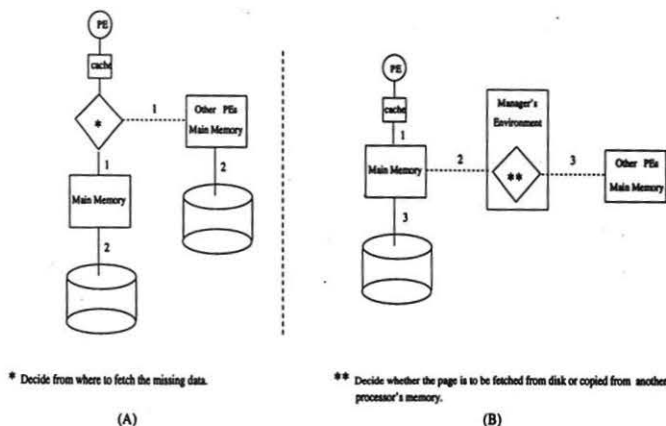 PE
cache
*
1
Other PEs
Main Memory
1
2
Main Memory
2
* Decide from where to fetch the missing data.
(A)
PE
cache
1
Main Memory
2
Manager's
Environment
**
3
Other PEs
Main Memory
3
** Decide whether the page is to be fetched from disk or copied from another
processor's memory.
(B)